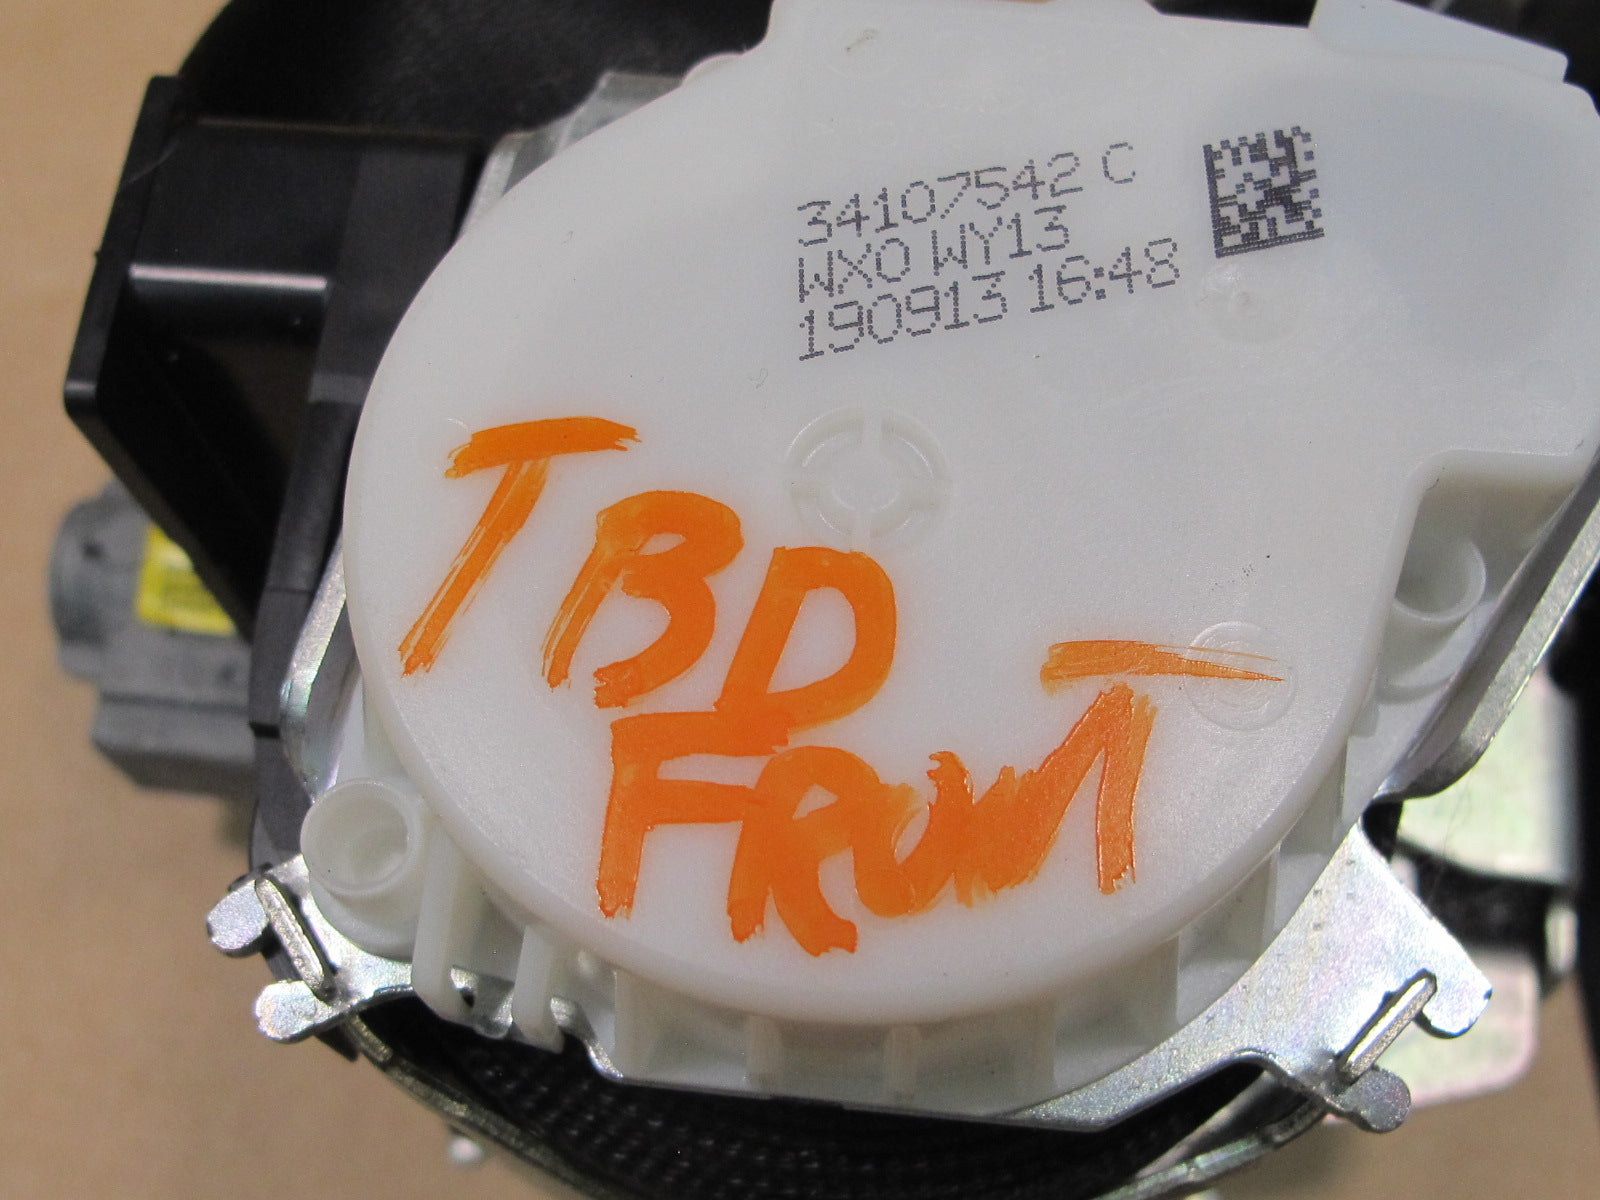 34107542 C
WX0 WY13
190913 16:48
TBD
FRONT